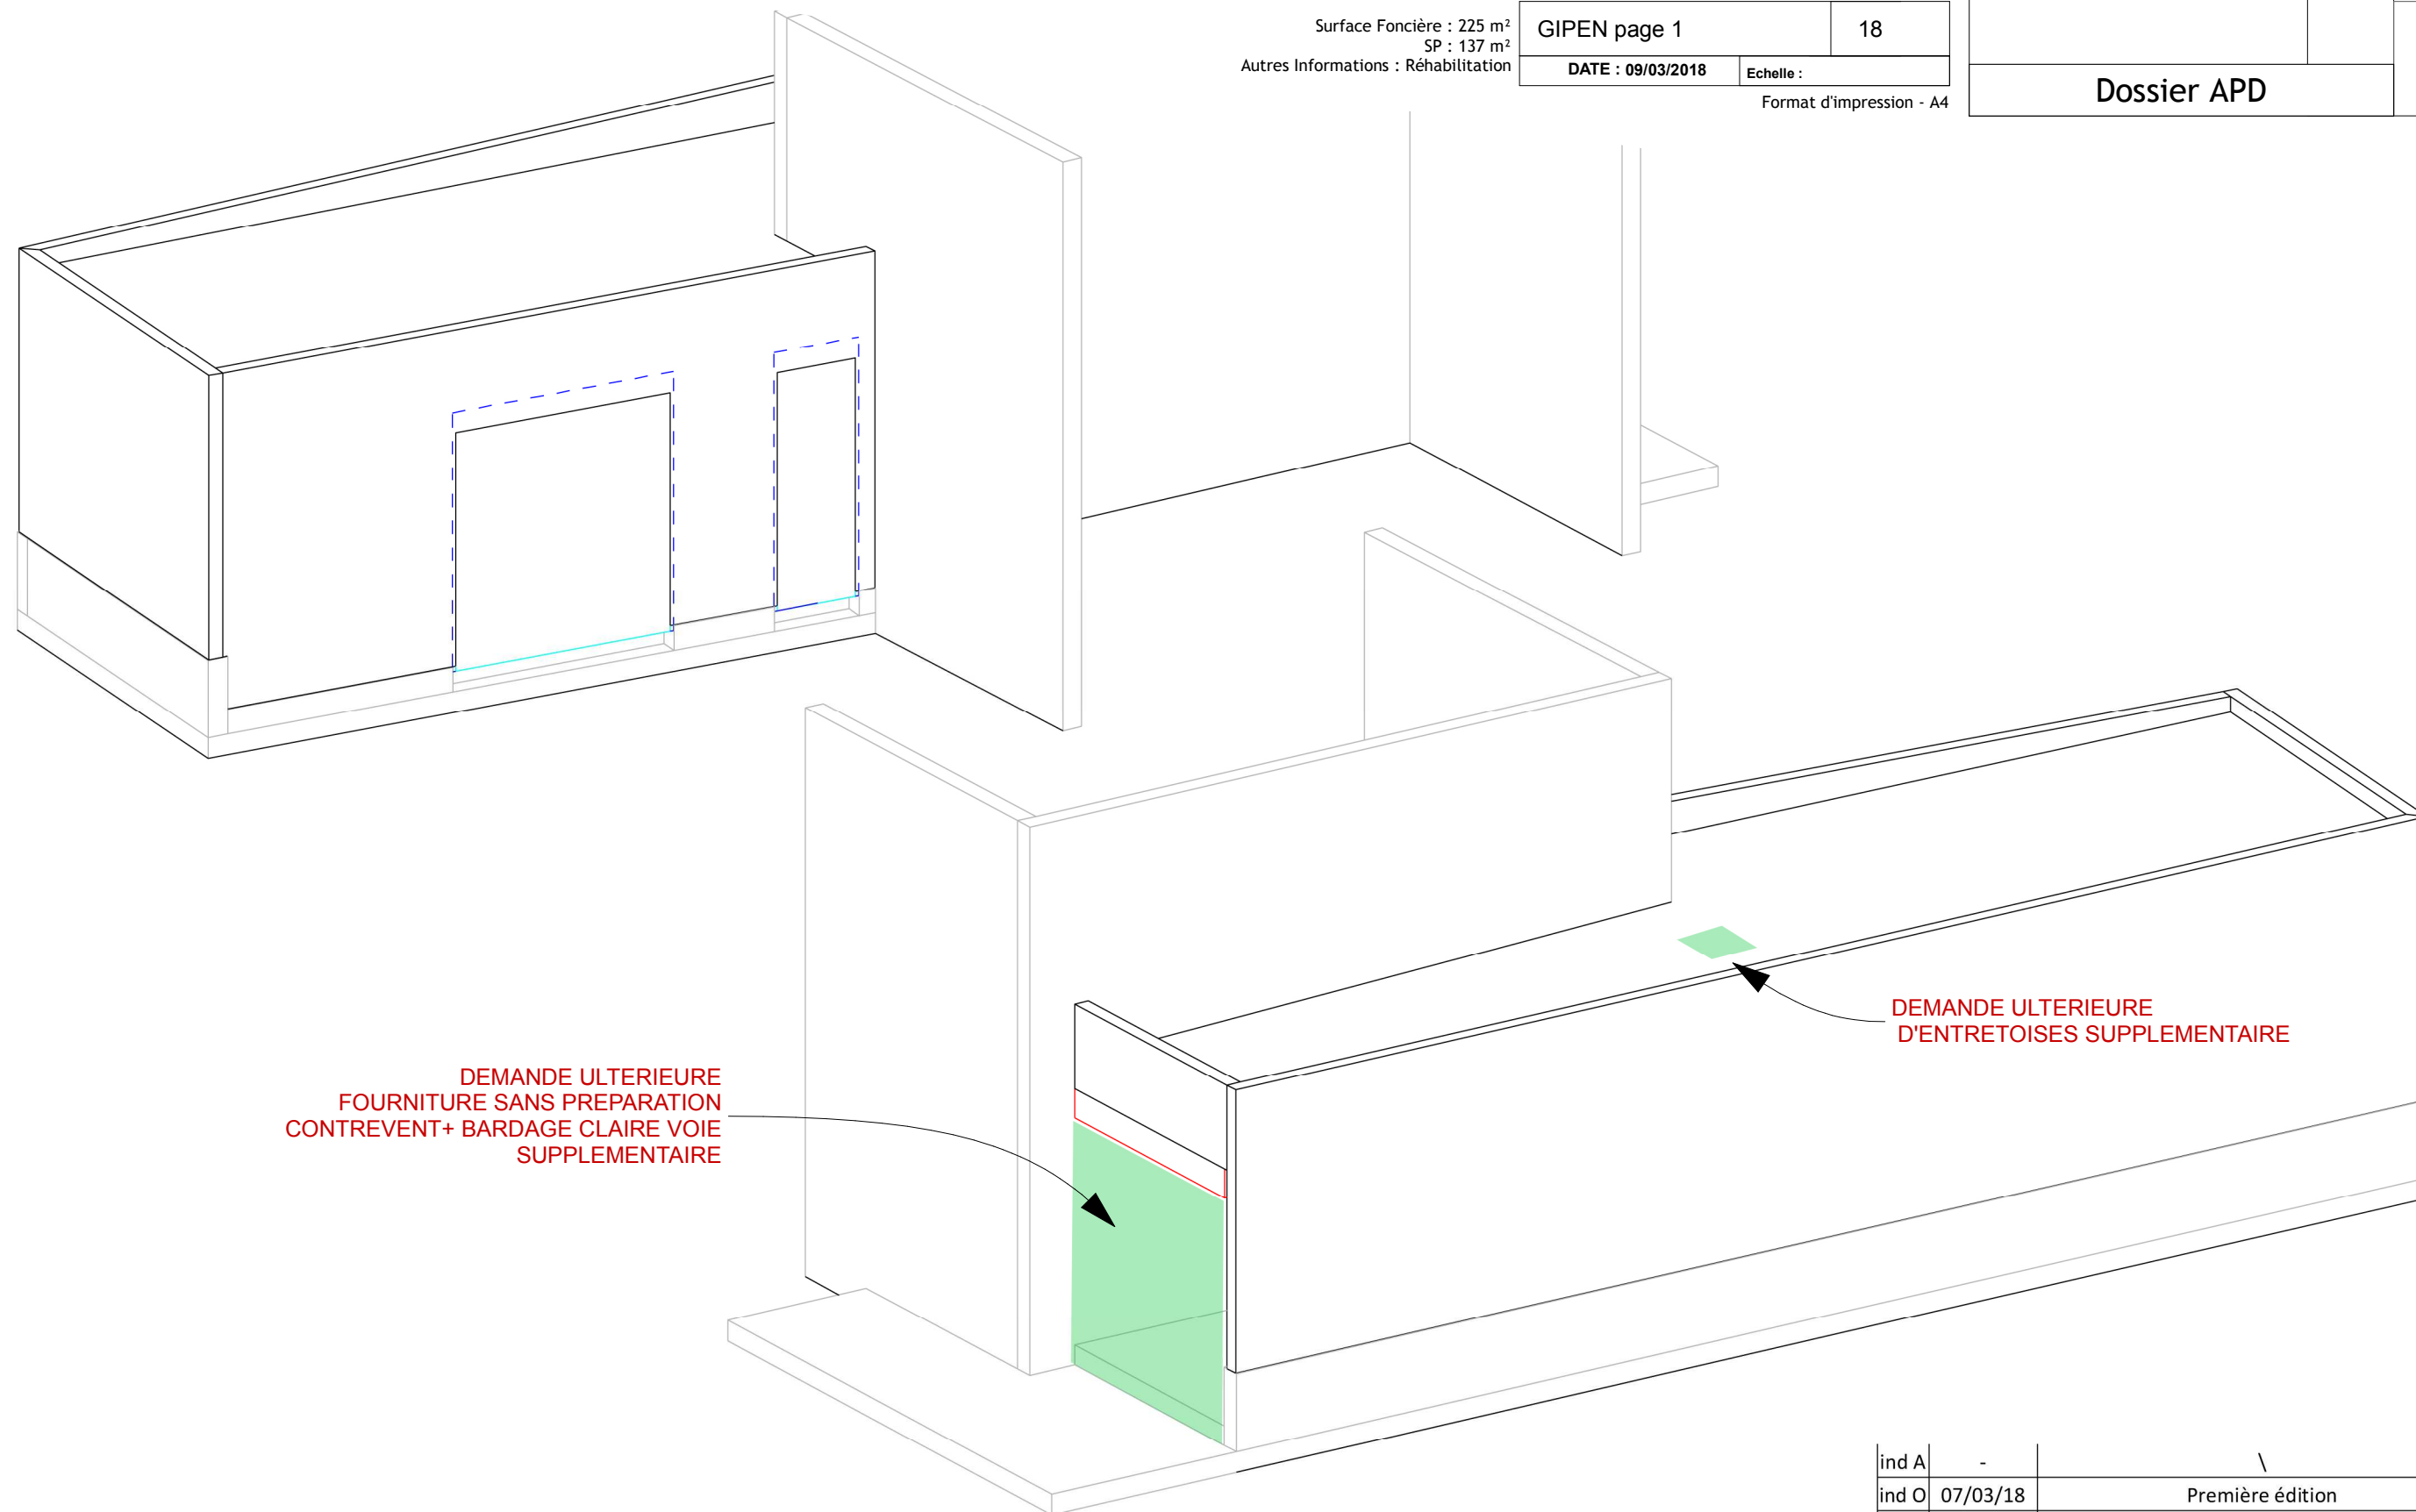 Surface Foncière : 225 m²
SP : 137 m²
Autres Informations : Réhabilitation
GIPEN page 1
18
DATE : 09/03/2018
Echelle :
Format d'impression - A4
Dossier APD
DEMANDE ULTERIEURE
D'ENTRETOISES SUPPLEMENTAIRE
DEMANDE ULTERIEURE
FOURNITURE SANS PREPARATION
CONTREVENT+ BARDAGE CLAIRE VOIE
SUPPLEMENTAIRE
ind A - \
ind O 07/03/18 Première édition